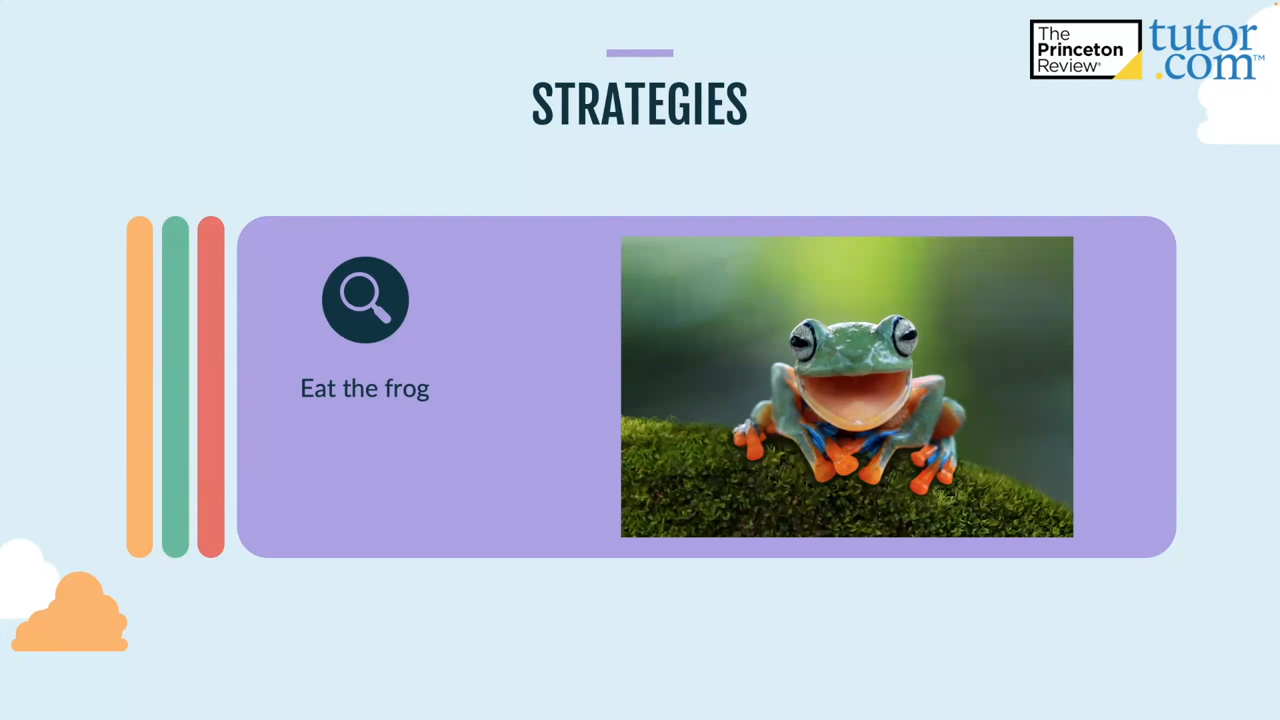 The
Princeton
Review®
tutor
.com™
STRATEGIES
Eat the frog